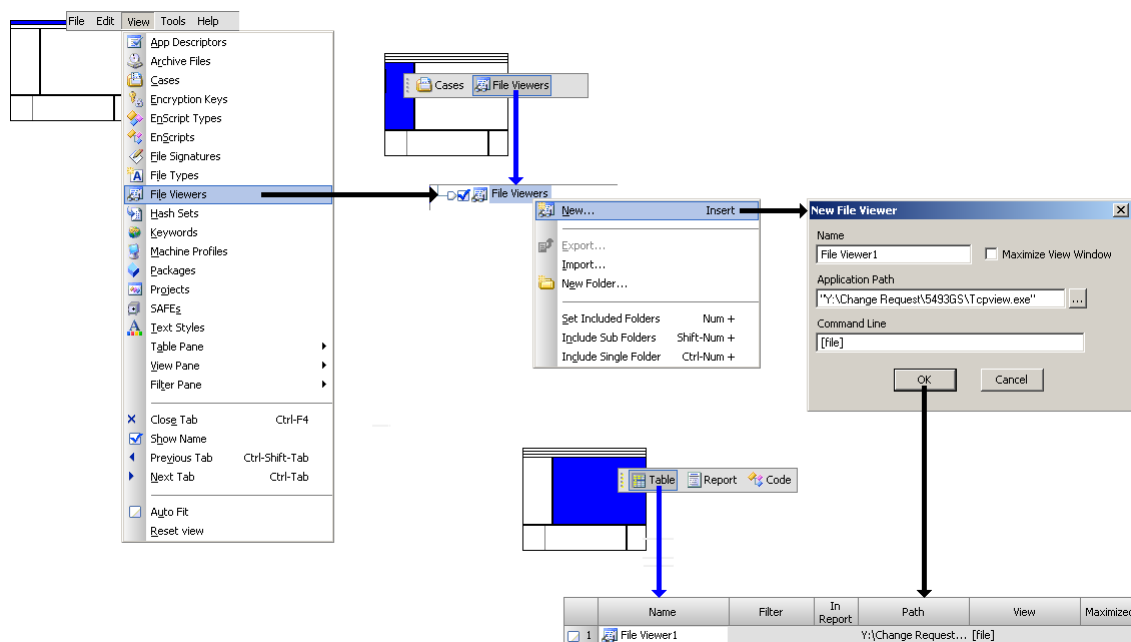 File Edit View Tools Help
App Descriptors
Archive Files
Cases
Encryption Keys
EnScript Types
EnScripts
File Signatures
File Types
File Viewers
Hash Sets
Keywords
Machine Profiles
Packages
Projects
SAFEs
Text Styles
Table Pane
View Pane
Filter Pane
Close Tab Ctrl-F4
Show Name
Previous Tab Ctrl-Shift-Tab
Next Tab Ctrl-Tab
Auto Fit
Reset view
Cases File Viewers
File Viewers
New... Insert
Export...
Import...
New Folder...
Set Included Folders Num +
Include Sub Folders Shift-Num +
Include Single Folder Ctrl-Num +
New File Viewer
Name
File Viewer1 Maximize View Window
Application Path
"Y:\Change Request\5493GS\Tcpview.exe" ...
Command Line
[file]
OK Cancel
Table Report Code
Name Filter In Report Path View Maximized
1 File Viewer1 Y:\Change Request... [file]